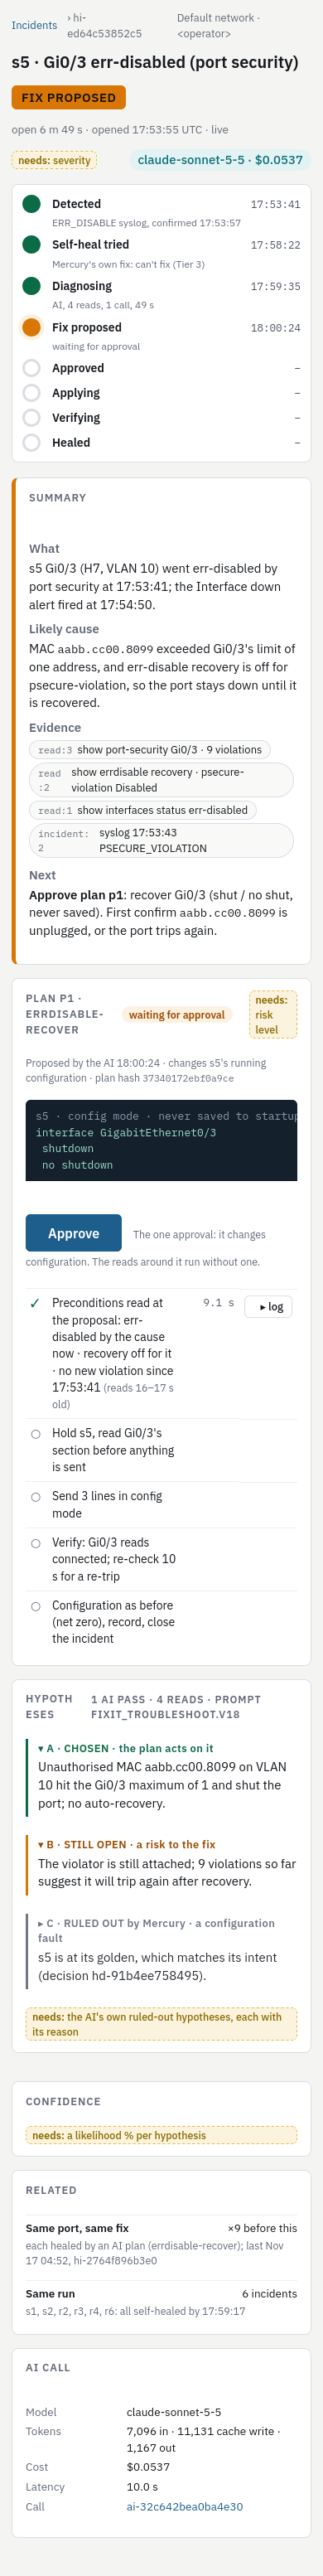 Incidents › hi-ed64c53852c5 Default network · <operator>
s5 · Gi0/3 err-disabled (port security)
FIX PROPOSED
open 6 m 49 s · opened 17:53:55 UTC · live
needs: severity claude-sonnet-5-5 · $0.0537
Detected 17:53:41
ERR_DISABLE syslog, confirmed 17:53:57
Self-heal tried 17:58:22
Mercury's own fix: can't fix (Tier 3)
Diagnosing 17:59:35
AI, 4 reads, 1 call, 49 s
Fix proposed 18:00:24
waiting for approval
Approved –
Applying –
Verifying –
Healed –
SUMMARY
What
s5 Gi0/3 (H7, VLAN 10) went err-disabled by
port security at 17:53:41; the Interface down
alert fired at 17:54:50.
Likely cause
MAC aabb.cc00.8099 exceeded Gi0/3's limit of
one address, and err-disable recovery is off for
psecure-violation, so the port stays down until it
is recovered.
Evidence
read:3 show port-security Gi0/3 · 9 violations
read:2 show errdisable recovery · psecure-violation Disabled
read:1 show interfaces status err-disabled
incident:2 syslog 17:53:43 PSECURE_VIOLATION
Next
Approve plan p1: recover Gi0/3 (shut / no shut,
never saved). First confirm aabb.cc00.8099 is
unplugged, or the port trips again.
PLAN P1 · ERRDISABLE-RECOVER waiting for approval needs: risk level
Proposed by the AI 18:00:24 · changes s5's running
configuration · plan hash 37340172ebf0a9ce
s5 · config mode · never saved to startup
interface GigabitEthernet0/3
shutdown
no shutdown
Approve The one approval: it changes
configuration. The reads around it run without one.
✓ Preconditions read at 9.1 s ▸ log
the proposal: err-
disabled by the cause
now · recovery off for it
· no new violation since
17:53:41 (reads 16–17 s
old)
Hold s5, read Gi0/3's
section before anything
is sent
Send 3 lines in config
mode
Verify: Gi0/3 reads
connected; re-check 10
s for a re-trip
Configuration as before
(net zero), record, close
the incident
HYPOTHESES 1 AI PASS · 4 READS · PROMPT FIXIT_TROUBLESHOOT.V18
▾ A · CHOSEN · the plan acts on it
Unauthorised MAC aabb.cc00.8099 on VLAN
10 hit the Gi0/3 maximum of 1 and shut the
port; no auto-recovery.
▾ B · STILL OPEN · a risk to the fix
The violator is still attached; 9 violations so far
suggest it will trip again after recovery.
▸ C · RULED OUT by Mercury · a configuration
fault
s5 is at its golden, which matches its intent
(decision hd-91b4ee758495).
needs: the AI's own ruled-out hypotheses, each with
its reason
CONFIDENCE
needs: a likelihood % per hypothesis
RELATED
Same port, same fix ×9 before this
each healed by an AI plan (errdisable-recover); last Nov
17 04:52, hi-2764f896b3e0
Same run 6 incidents
s1, s2, r2, r3, r4, r6: all self-healed by 17:59:17
AI CALL
Model claude-sonnet-5-5
Tokens 7,096 in · 11,131 cache write ·
1,167 out
Cost $0.0537
Latency 10.0 s
Call ai-32c642bea0ba4e30